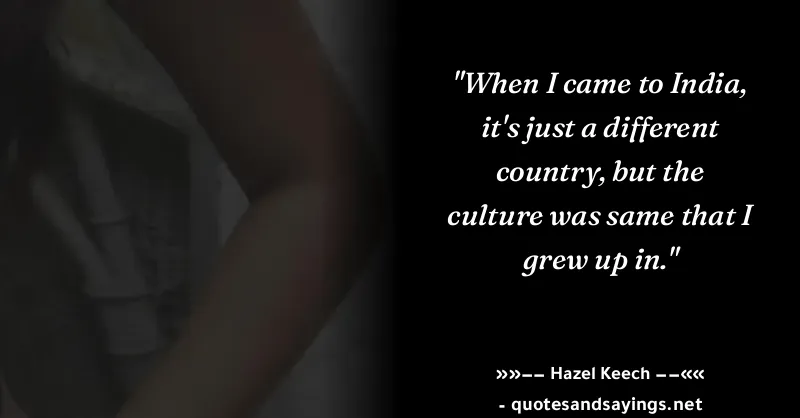 "When I came to India,
it's just a different
country, but the
culture was same that I
grew up in."
»»–– Hazel Keech ––««
- quotesandsayings.net